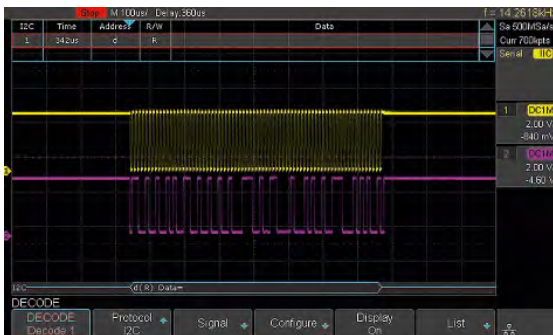 Stop M 100us/ Delay:360us f = 14.2618kH
I2C Time Address R/W Data
1 342us d R
Sa 500MSa/s
Curr 700kpts
Serial IIC
1 DC1M
2.00 V
-840 mV
2 DC1M
2.00 V
-4.60 V
I2C d(R) Data=
DECODE
DECODE Protocol Signal Configure Display List
Decode 1 I2C On